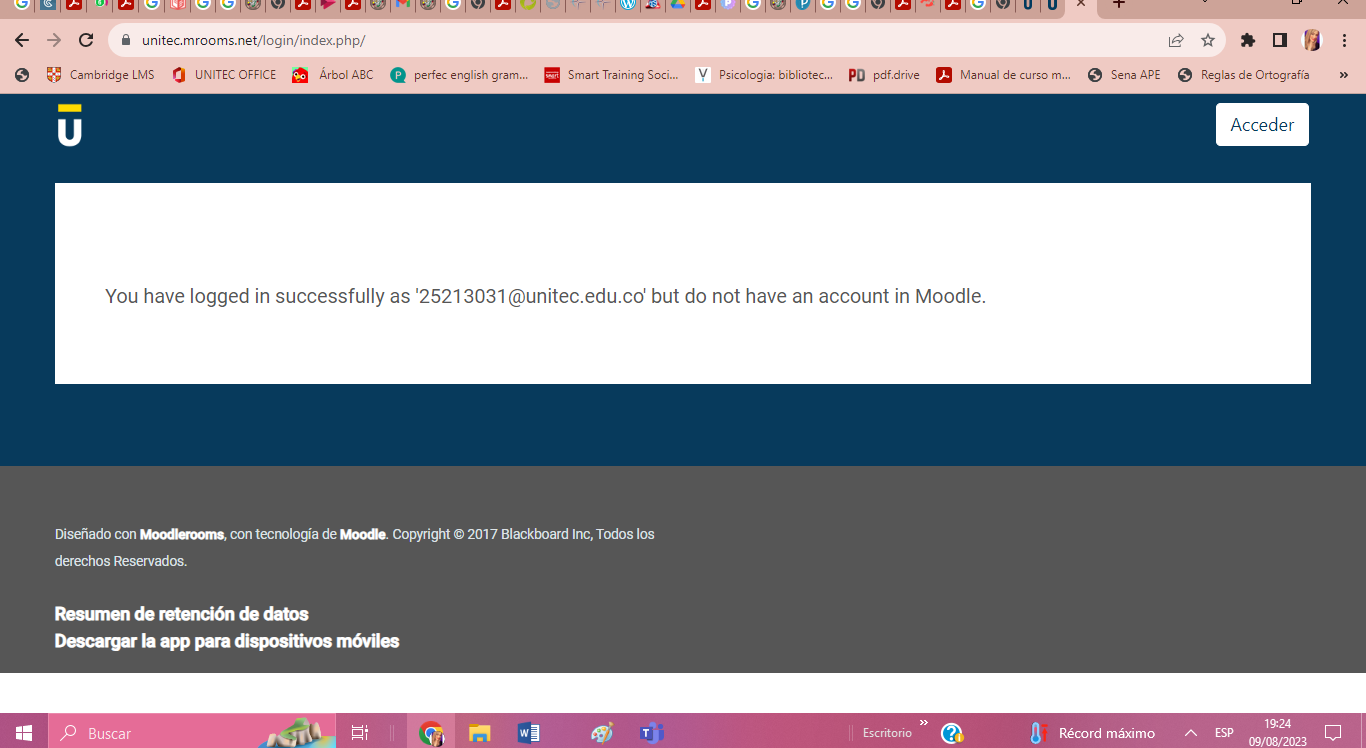 unitec.mrooms.net/login/index.php/
Cambridge LMS
UNITEC OFFICE
Árbol ABC
perfec english gram...
Smart Training Soci...
Psicologia: bibliotec...
pdf.drive
Manual de curso m...
Sena APE
Reglas de Ortografía
»
U
Acceder
You have logged in successfully as '25213031@unitec.edu.co' but do not have an account in Moodle.
Diseñado con Moodlerooms, con tecnología de Moodle. Copyright © 2017 Blackboard Inc, Todos los
derechos Reservados.
Resumen de retención de datos
Descargar la app para dispositivos móviles
Buscar
Escritorio
»
Récord máximo
ESP
19:24
09/08/2023